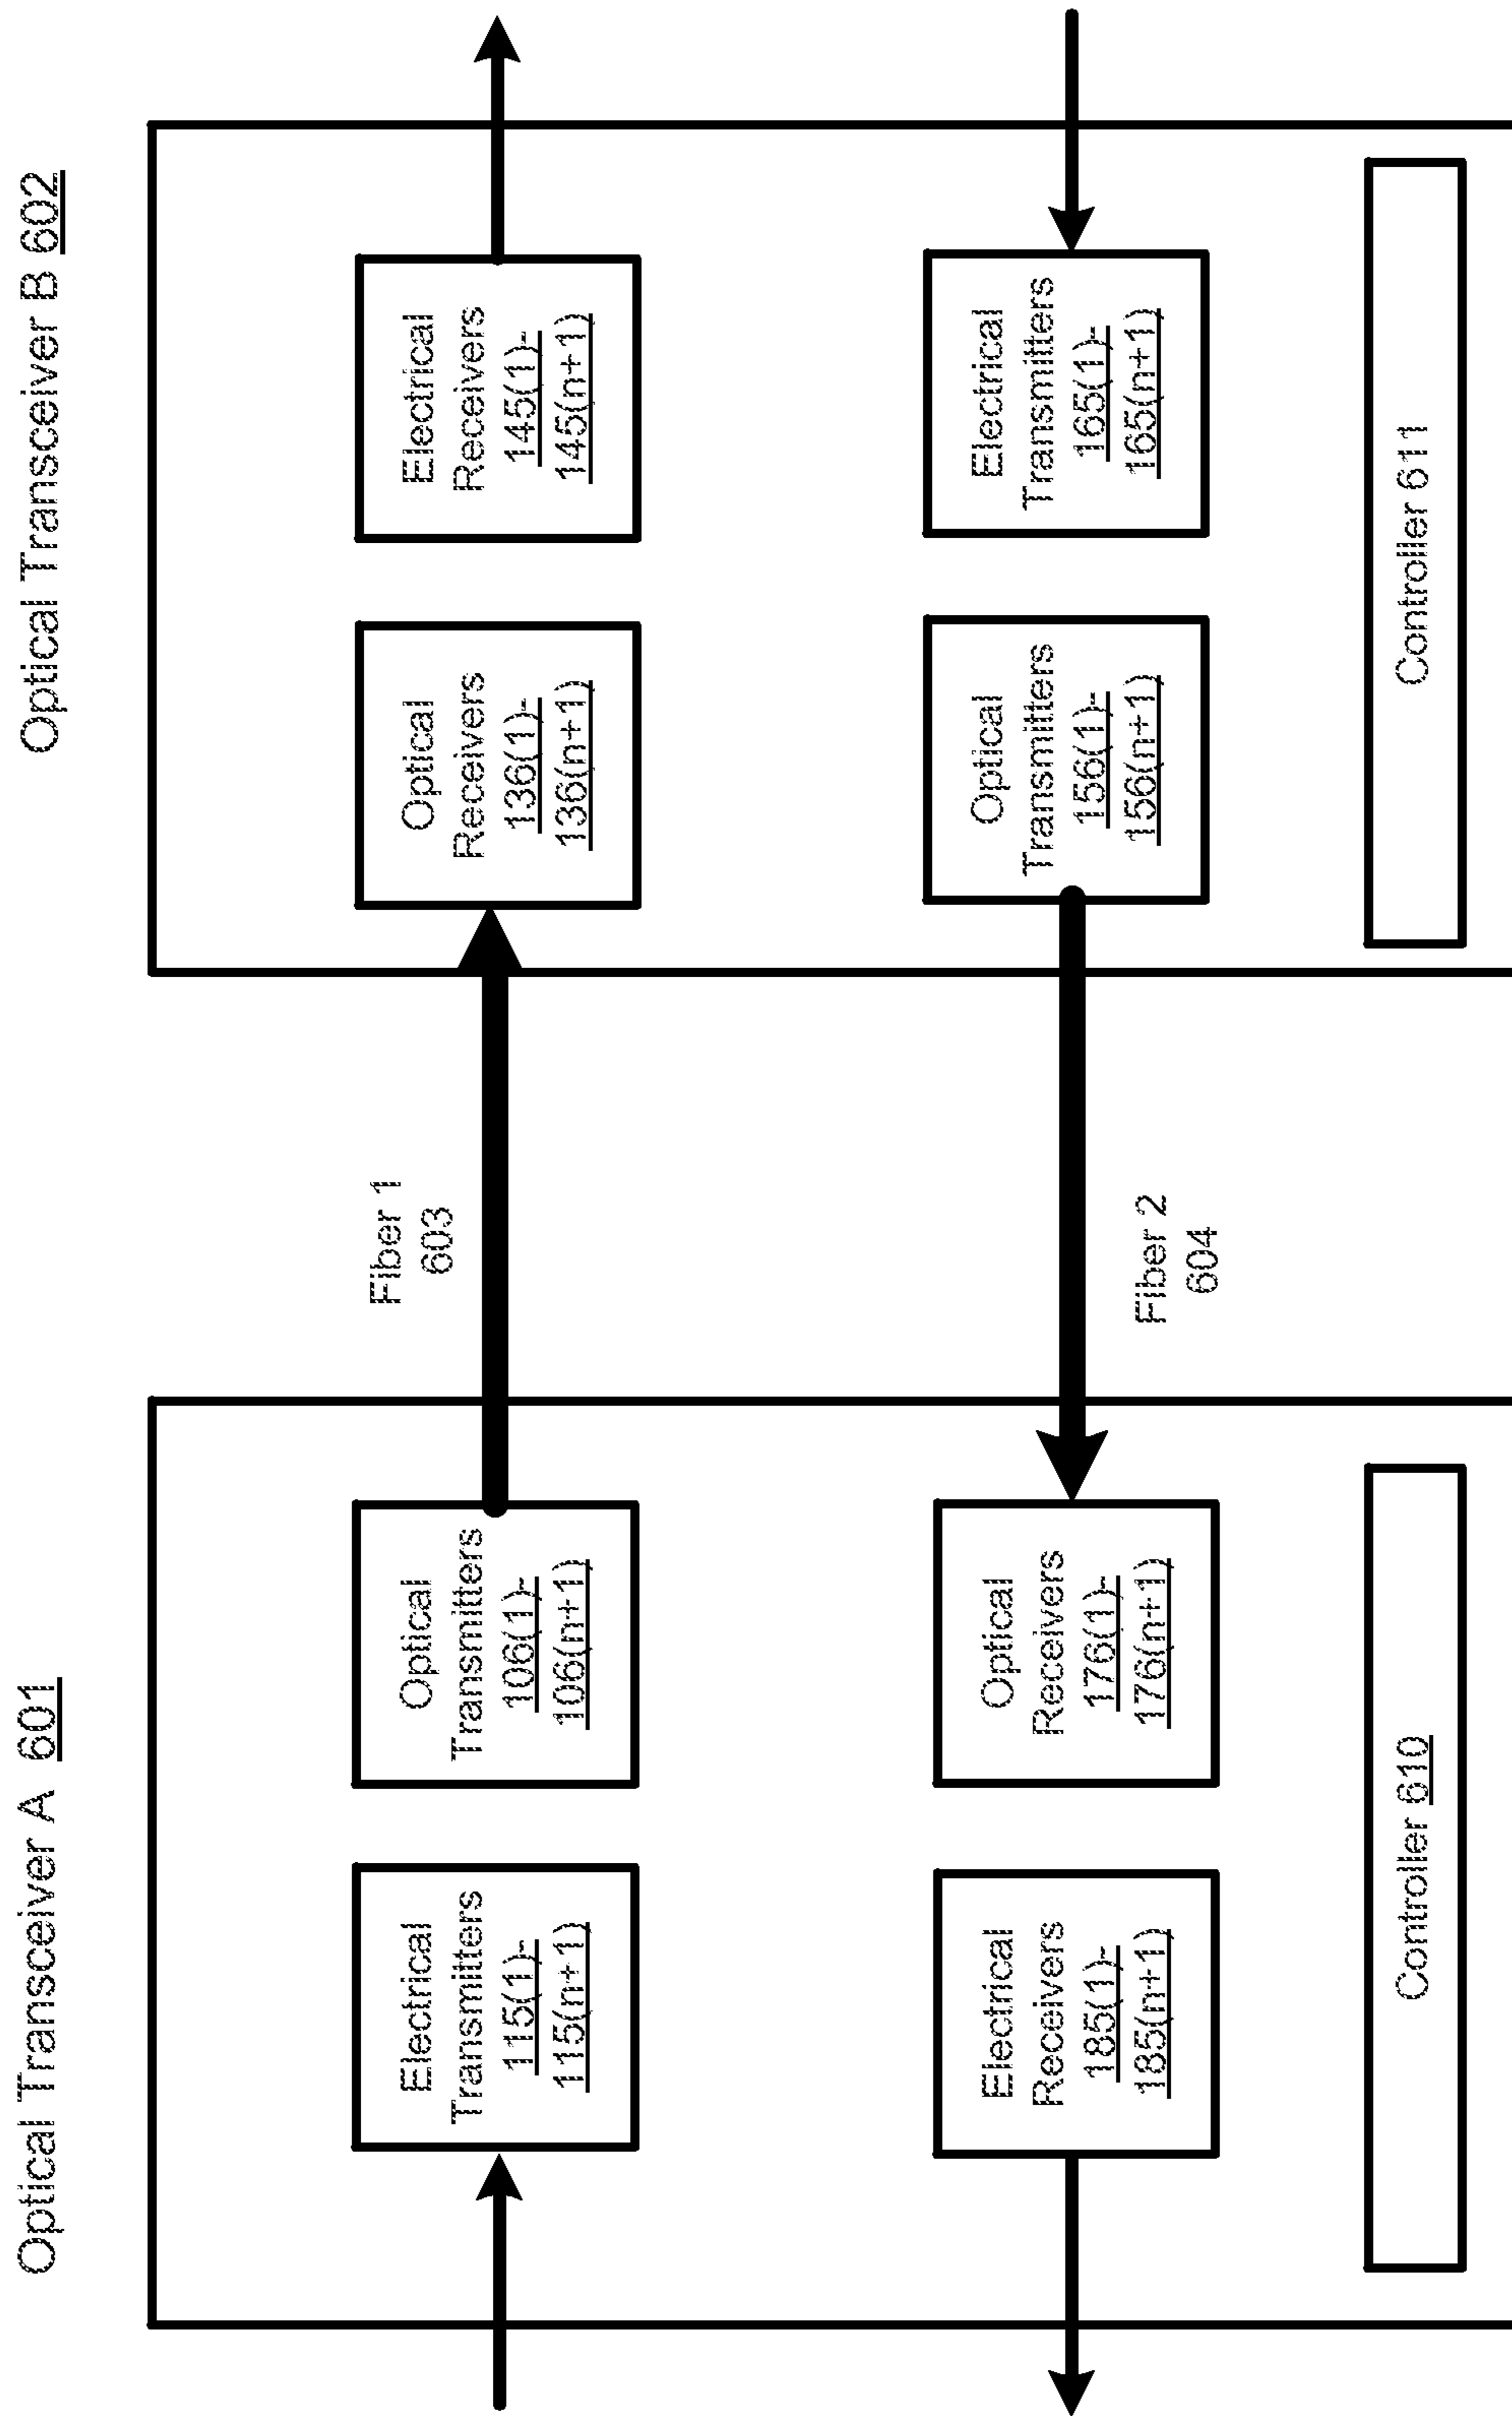 Optical Transceiver A 601
Optical Transceiver B 602
Electrical
Transmitters
115(1)-
115(n+1)
Optical
Transmitters
106(1)-
106(n+1)
Fiber 1
603
Optical
Receivers
136(1)-
136(n+1)
Electrical
Receivers
145(1)-
145(n+1)
Electrical
Receivers
185(1)-
185(n+1)
Optical
Receivers
176(1)-
176(n+1)
Fiber 2
604
Optical
Transmitters
156(1)-
156(n+1)
Electrical
Transmitters
165(1)-
165(n+1)
Controller 610
Controller 611